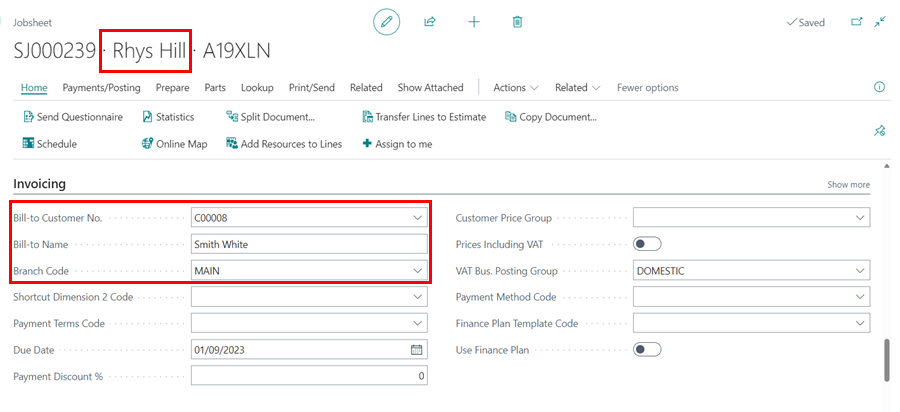 Jobsheet
Saved
SJ000239 · Rhys Hill · A19XLN
Home Payments/Posting Prepare Parts Lookup Print/Send Related Show Attached Actions Related Fewer options
Send Questionnaire Statistics Split Document... Transfer Lines to Estimate Copy Document...
Schedule Online Map Add Resources to Lines Assign to me
Invoicing Show more
Bill-to Customer No. C00008 Customer Price Group
Bill-to Name Smith White Prices Including VAT
Branch Code MAIN VAT Bus. Posting Group DOMESTIC
Shortcut Dimension 2 Code Payment Method Code
Payment Terms Code Finance Plan Template Code
Due Date 01/09/2023 Use Finance Plan
Payment Discount % 0